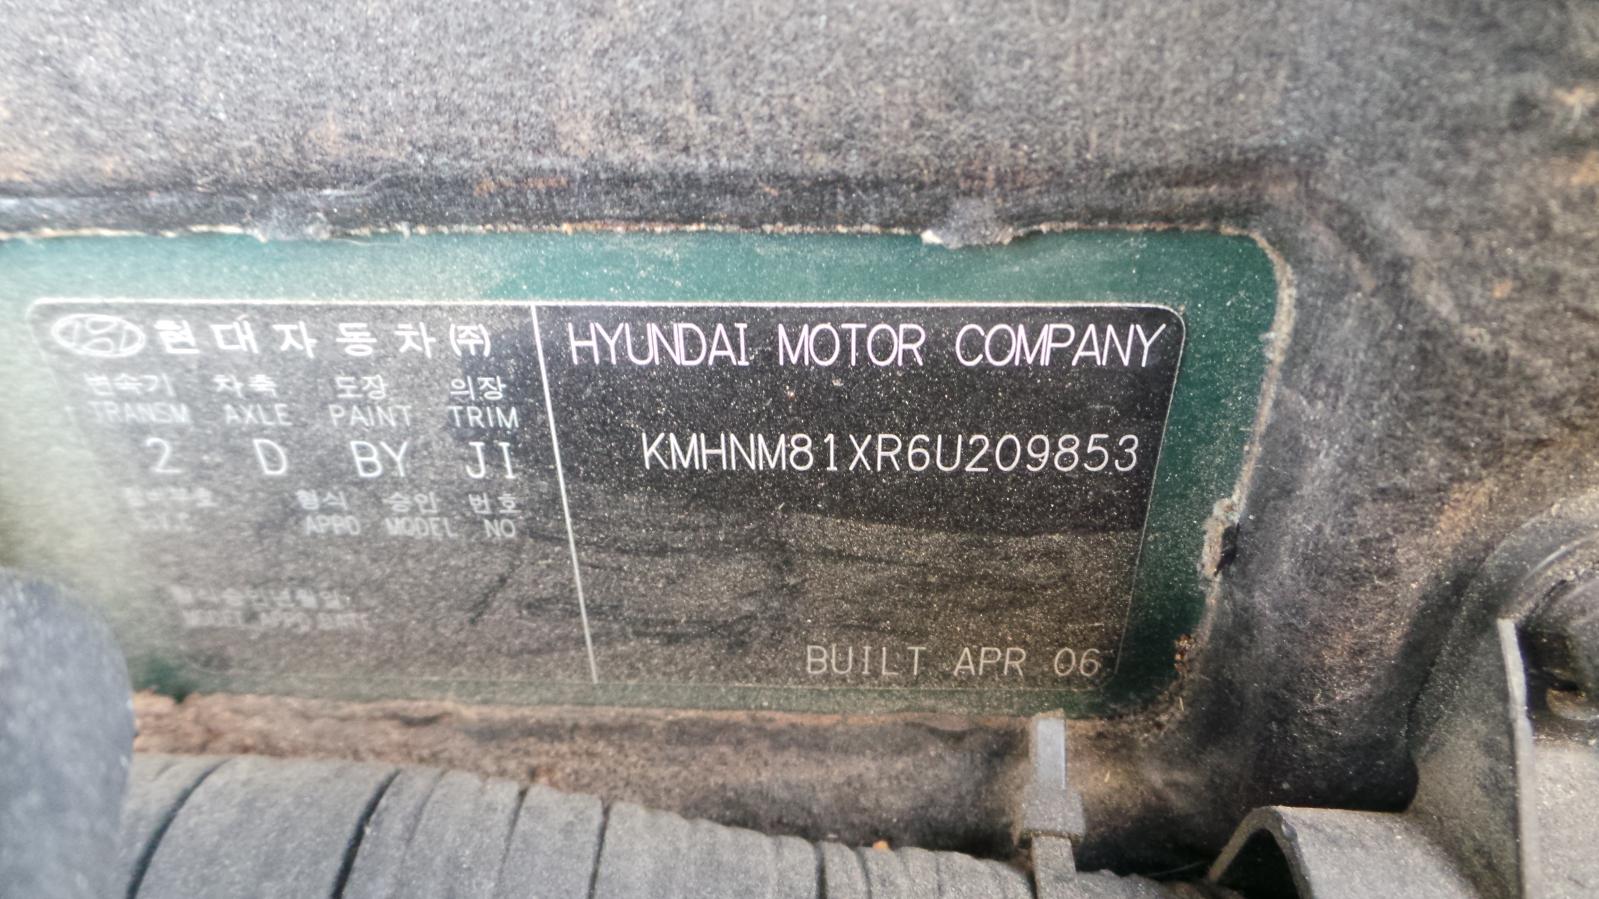 현대자동차(주)
변속기 차축 도장 의장
TRANSM AXLE PAINT TRIM
2 D BY JI
형식 승인 번호
APPD MODEL NO
HYUNDAI MOTOR COMPANY
KMHNM81XR6U209853
BUILT APR 06